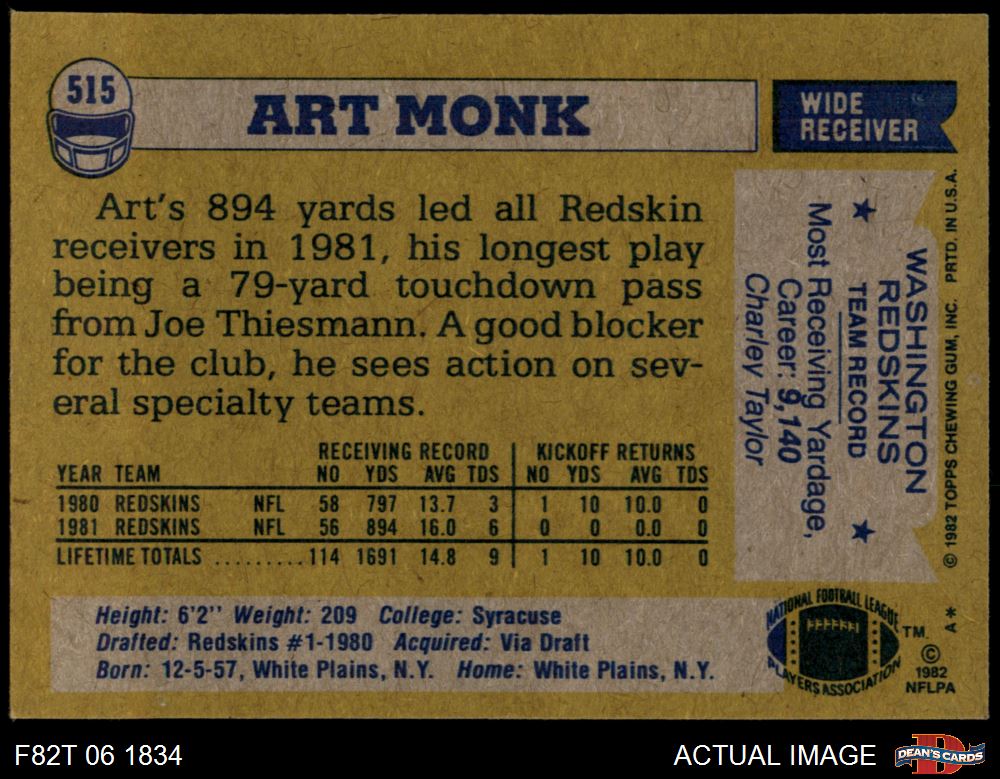 515
ART MONK
WIDE
RECEIVER
Art's 894 yards led all Redskin
receivers in 1981, his longest play
being a 79-yard touchdown pass
from Joe Thiesmann. A good blocker
for the club, he sees action on sev-
eral specialty teams.
RECEIVING RECORD KICKOFF RETURNS
YEAR TEAM NO YDS AVG TDS NO YDS AVG TDS
1980 REDSKINS NFL 58 797 13.7 3 1 10 10.0 0
1981 REDSKINS NFL 56 894 16.0 6 0 0 0.0 0
LIFETIME TOTALS .........114 1691 14.8 9 1 10 10.0 0
Height: 6'2" Weight: 209 College: Syracuse
Drafted: Redskins #1-1980 Acquired: Via Draft
Born: 12-5-57, White Plains, N.Y. Home: White Plains, N.Y.
WASHINGTON
REDSKINS
TEAM RECORD
Most Receiving Yardage,
Career: 9,140
Charley Taylor
© 1982 TOPPS CHEWING GUM, INC. PRTD. IN U.S.A.
A*
NATIONAL FOOTBALL LEAGUE
PLAYERS ASSOCIATION
TM
©
1982
NFLPA
F82T 06 1834
ACTUAL IMAGE
DEAN'S CARDS